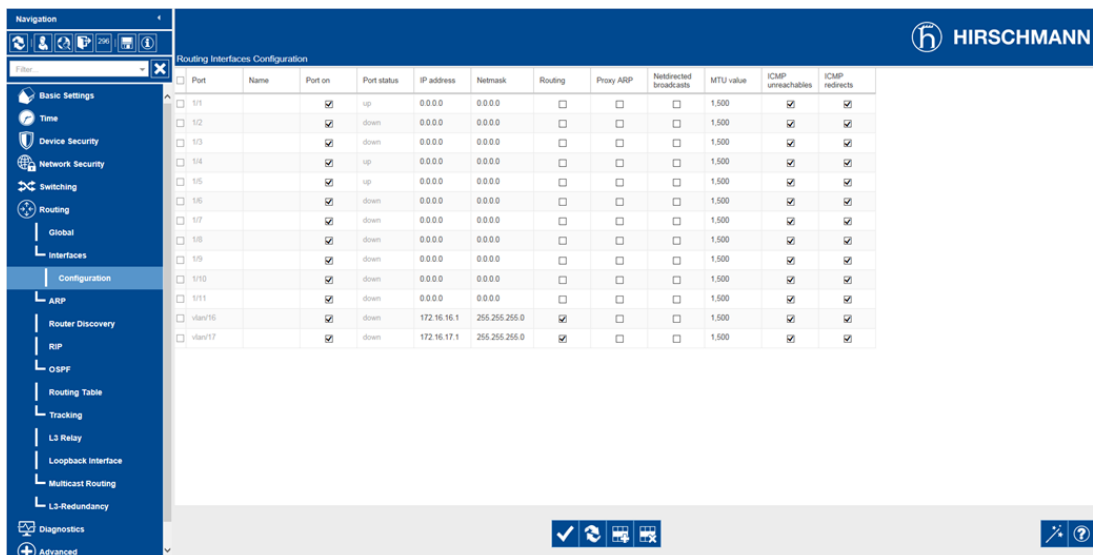 Navigation
296
HIRSCHMANN
Routing Interfaces Configuration
Filter...
Port Name Port on Port status IP address Netmask Routing Proxy ARP Netdirected broadcasts MTU value ICMP unreachables ICMP redirects
Basic Settings
Time
Device Security
Network Security
Switching
Routing
Global
Interfaces
Configuration
ARP
Router Discovery
RIP
OSPF
Routing Table
Tracking
L3 Relay
Loopback Interface
Multicast Routing
L3-Redundancy
Diagnostics
Advanced
1/1 up 0.0.0.0 0.0.0.0 1,500
1/2 down 0.0.0.0 0.0.0.0 1,500
1/3 down 0.0.0.0 0.0.0.0 1,500
1/4 up 0.0.0.0 0.0.0.0 1,500
1/5 up 0.0.0.0 0.0.0.0 1,500
1/6 down 0.0.0.0 0.0.0.0 1,500
1/7 down 0.0.0.0 0.0.0.0 1,500
1/8 down 0.0.0.0 0.0.0.0 1,500
1/9 down 0.0.0.0 0.0.0.0 1,500
1/10 down 0.0.0.0 0.0.0.0 1,500
1/11 down 0.0.0.0 0.0.0.0 1,500
vlan/16 down 172.16.16.1 255.255.255.0 1,500
vlan/17 down 172.16.17.1 255.255.255.0 1,500